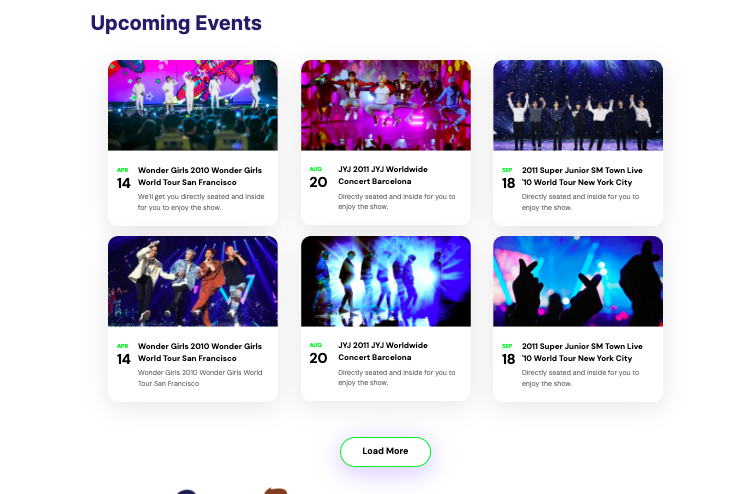 Upcoming Events
APR
14
Wonder Girls 2010 Wonder Girls
World Tour San Francisco
We'll get you directly seated and inside
for you to enjoy the show.
AUG
20
JYJ 2011 JYJ Worldwide
Concert Barcelona
Directly seated and inside for you to
enjoy the show.
SEP
18
2011 Super Junior SM Town Live
'10 World Tour New York City
Directly seated and inside for you to
enjoy the show.
APR
14
Wonder Girls 2010 Wonder Girls
World Tour San Francisco
Wonder Girls 2010 Wonder Girls World
Tour San Francisco
AUG
20
JYJ 2011 JYJ Worldwide
Concert Barcelona
Directly seated and inside for you to
enjoy the show.
SEP
18
2011 Super Junior SM Town Live
'10 World Tour New York City
Directly seated and inside for you to
enjoy the show.
Load More